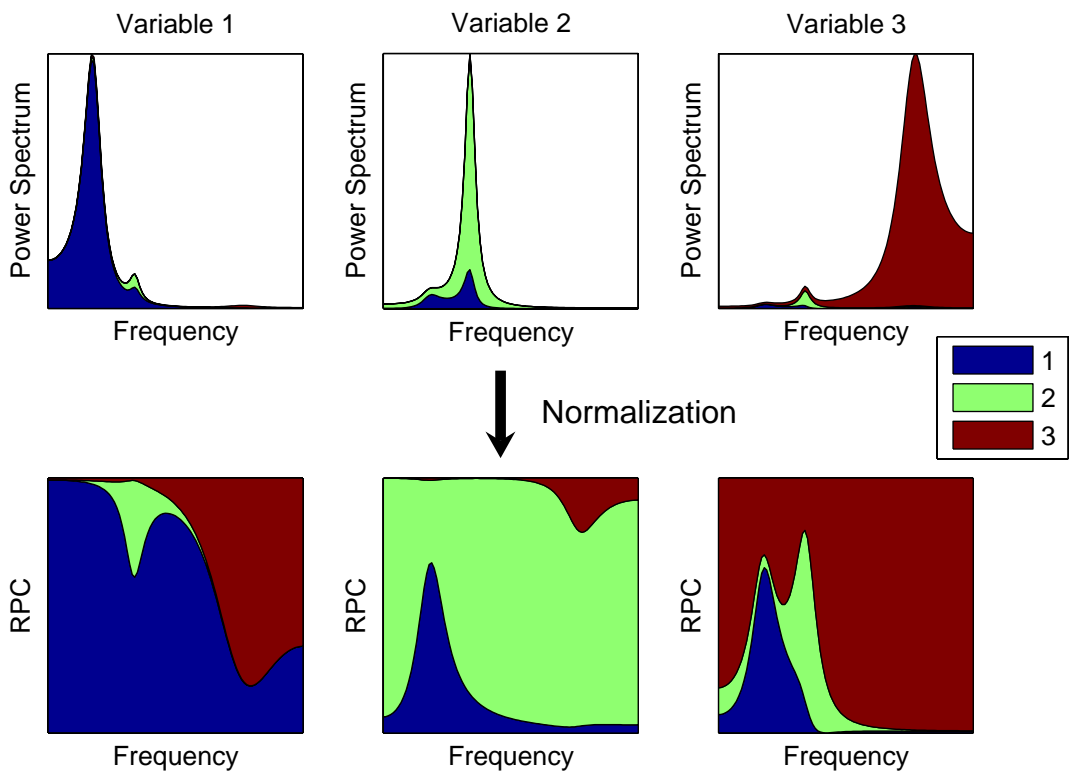 Variable 1
Variable 2
Variable 3
Power Spectrum
Power Spectrum
Power Spectrum
Frequency
Frequency
Frequency
1
2
3
Normalization
RPC
RPC
RPC
Frequency
Frequency
Frequency